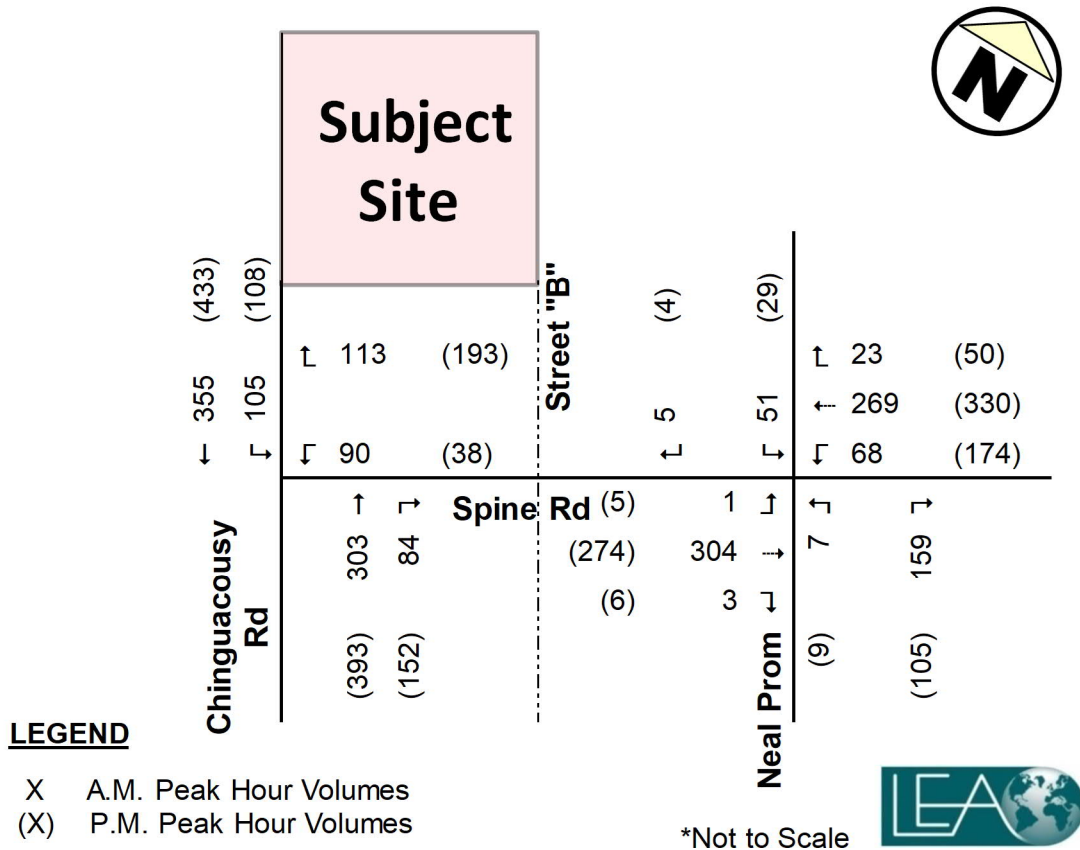 N
Subject
Site
(433)
(108)
355
105
113 (193)
90 (38)
Street "B"
(4)
(29)
5
51
23 (50)
269 (330)
68 (174)
Spine Rd
(5) 1
(274) 304
(6) 3
303
84
(393)
(152)
7
159
(9)
(105)
Chinguacousy
Rd
Neal Prom
LEGEND
X A.M. Peak Hour Volumes
(X) P.M. Peak Hour Volumes
*Not to Scale
LEA